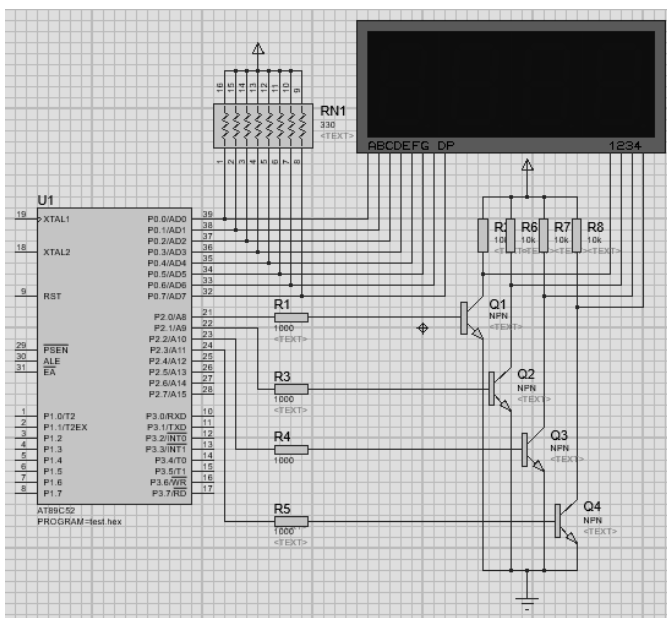 16 15 14 13 12 11 10 9
RN1
330
<TEXT>
1 2 3 4 5 6 7 8
ABCDEFG DP 1234
U1
19 XTAL1 P0.0/AD0 39
P0.1/AD1 38
P0.2/AD2 37
18 XTAL2 P0.3/AD3 36
P0.4/AD4 35
P0.5/AD5 34
P0.6/AD6 33
9 RST P0.7/AD7 32
P2.0/A8 21
P2.1/A9 22
P2.2/A10 23
29 PSEN P2.3/A11 24
30 ALE P2.4/A12 25
31 EA P2.5/A13 26
P2.6/A14 27
P2.7/A15 28
1 P1.0/T2 P3.0/RXD 10
2 P1.1/T2EX P3.1/TXD 11
3 P1.2 P3.2/INT0 12
4 P1.3 P3.3/INT1 13
5 P1.4 P3.4/T0 14
6 P1.5 P3.5/T1 15
7 P1.6 P3.6/WR 16
8 P1.7 P3.7/RD 17
AT89C52
PROGRAM=test.hex
R6 R7 R8
10k 10k 10k
<TEXT> <TEXT>
R1
1000
<TEXT>
Q1
NPN
<TEXT>
R3
1000
<TEXT>
Q2
NPN
<TEXT>
R4
1000
Q3
NPN
<TEXT>
R5
1000
<TEXT>
Q4
NPN
<TEXT>